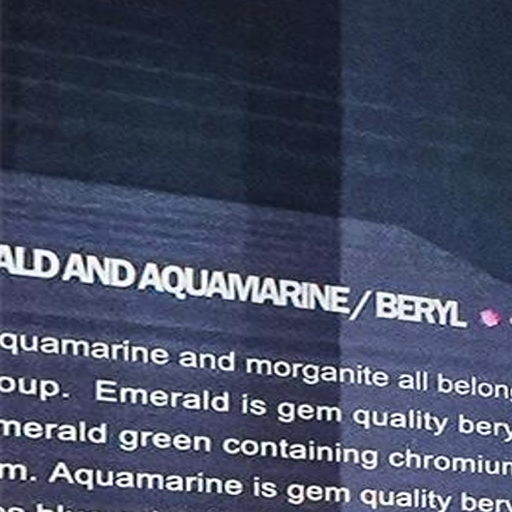 ALD AND AQUAMARINE / BERYL
quamarine and morganite all belong
oup. Emerald is gem quality bery
merald green containing chromiun
m. Aquamarine is gem quality bery